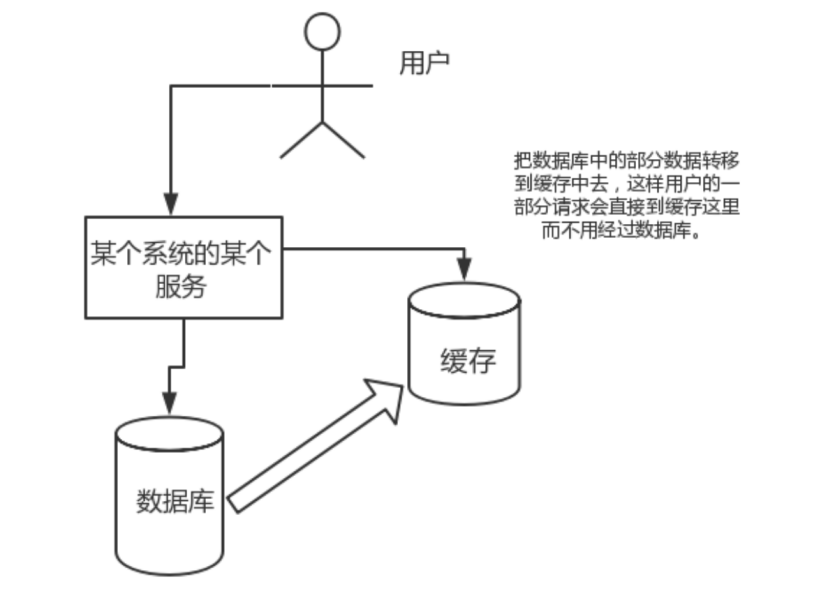 用户
把数据库中的部分数据转移
到缓存中去，这样用户的一
部分请求会直接到缓存这里
而不用经过数据库。
某个系统的某个
服务
缓存
数据库